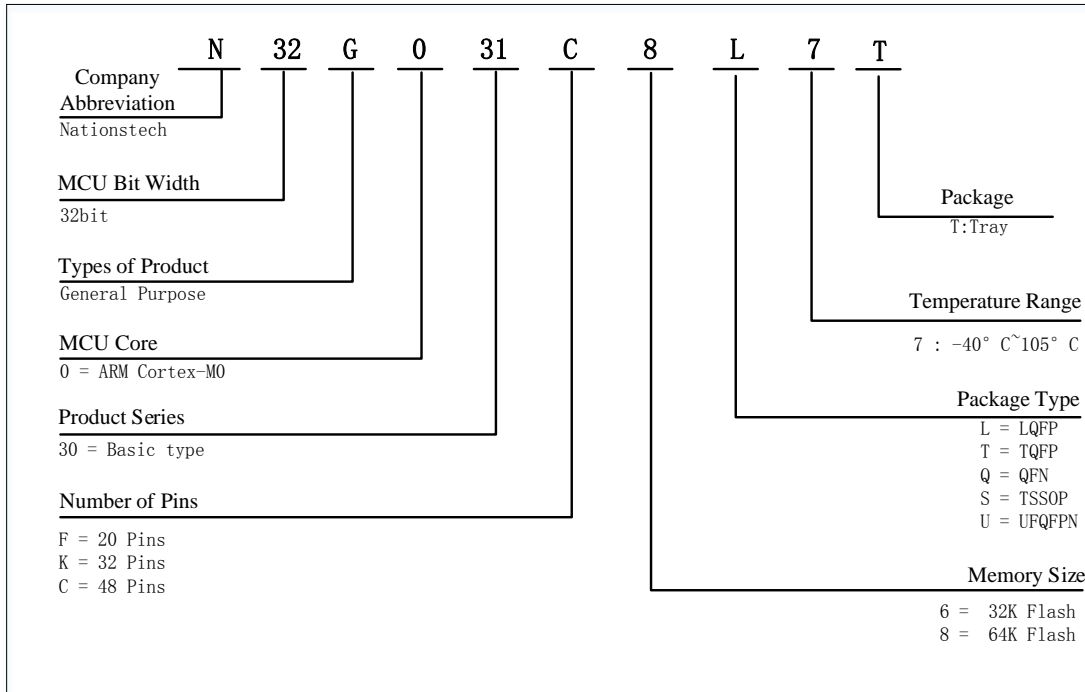 N 32 G 0 31 C 8 L 7 T
Company
Abbreviation
Nationstech
MCU Bit Width
32bit
Types of Product
General Purpose
MCU Core
0 = ARM Cortex-M0
Product Series
30 = Basic type
Number of Pins
F = 20 Pins
K = 32 Pins
C = 48 Pins
Package
T:Tray
Temperature Range
7 : -40° C~105° C
Package Type
L = LQFP
T = TQFP
Q = QFN
S = TSSOP
U = UFQFPN
Memory Size
6 = 32K Flash
8 = 64K Flash